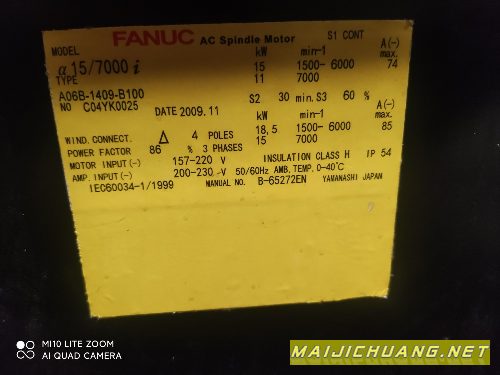 FANUC AC Spindle Motor S1 CONT
MODEL kW min-1 A(~) max.
α 15/7000 i 15 1500-6000 74
TYPE 11 7000
A06B-1409-B100
NO C04YK0025 DATE 2009.11 S2 30 min. S3 60 %
kW min-1 A(~) max.
WIND. CONNECT. Δ 4 POLES 18,5 1500-6000 85
POWER FACTOR 86 % 3 PHASES 15 7000
MOTOR INPUT(~) 157-220 V INSULATION CLASS H IP 54
AMP. INPUT(~) 200-230 V 50/60Hz AMB, TEMP. 0-40℃
IEC60034-1/1999 MANUAL NO. B-65272EN YAMANASHI JAPAN
MI10 LITE ZOOM
AI QUAD CAMERA
MAIJICHUANG.NET